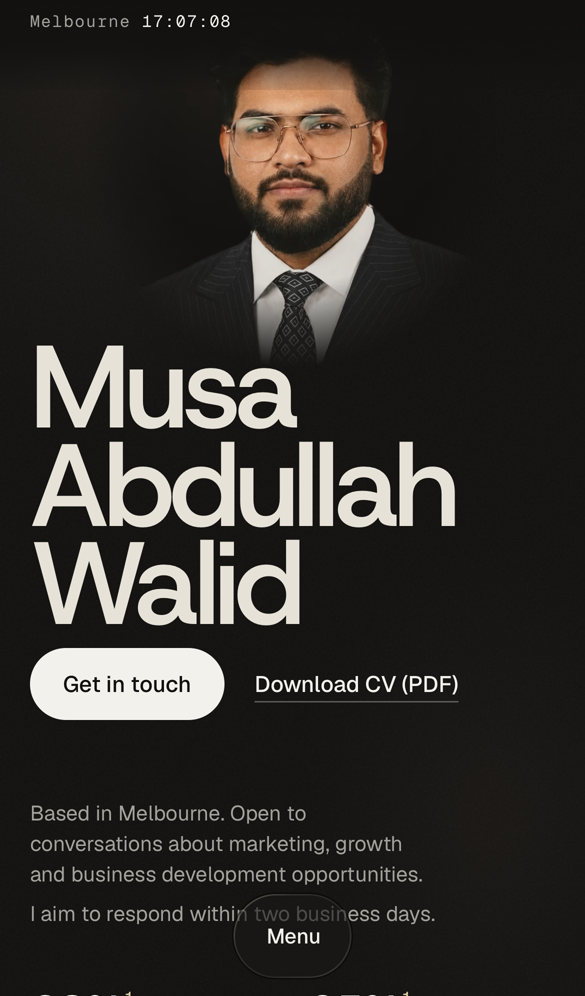 Melbourne 17:07:08
Musa
Abdullah
Walid
Get in touch
Download CV (PDF)
Based in Melbourne. Open to
conversations about marketing, growth
and business development opportunities.
I aim to respond within two business days.
Menu